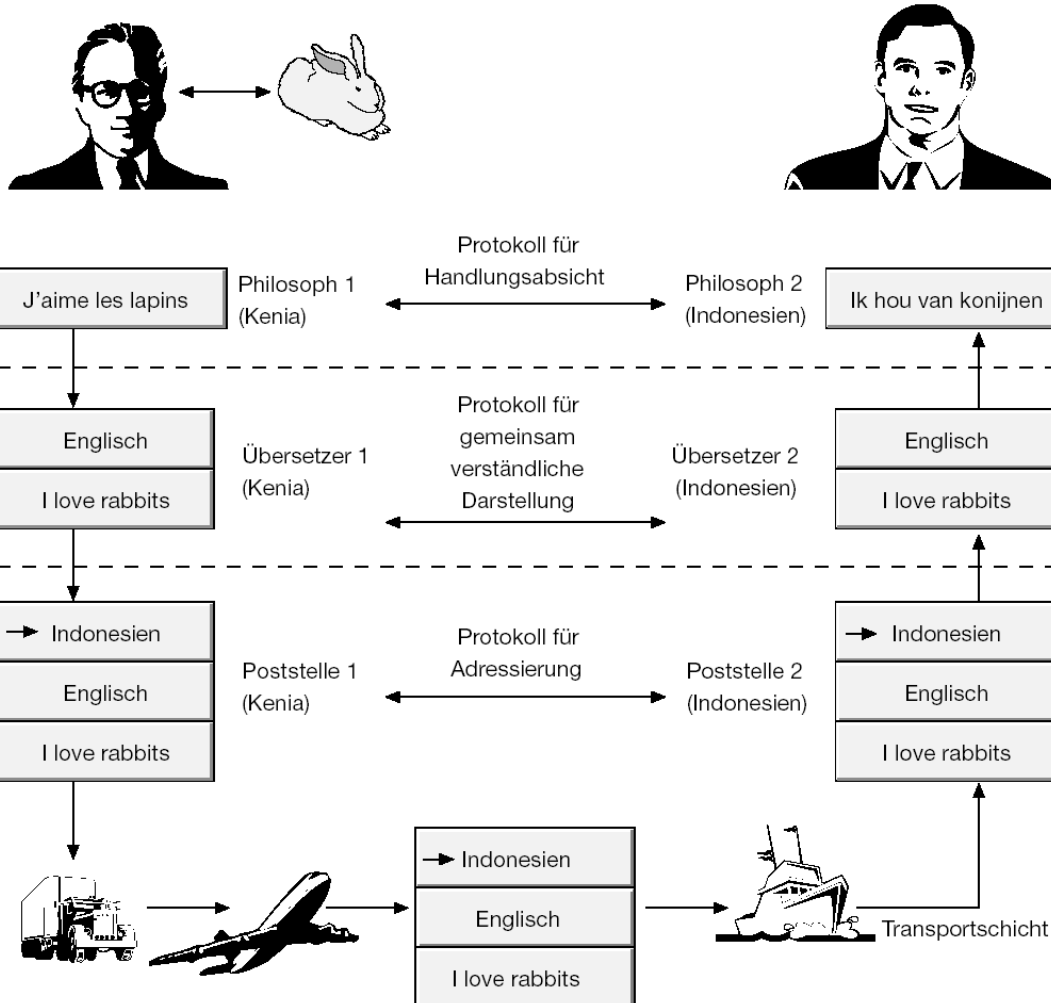 Protokoll für
Handlungsabsicht
J'aime les lapins
Philosoph 1
(Kenia)
Philosoph 2
(Indonesien)
Ik hou van konijnen
Protokoll für
gemeinsam
verständliche
Darstellung
Englisch
I love rabbits
Übersetzer 1
(Kenia)
Übersetzer 2
(Indonesien)
Englisch
I love rabbits
Protokoll für
Adressierung
Indonesien
Englisch
I love rabbits
Poststelle 1
(Kenia)
Poststelle 2
(Indonesien)
Indonesien
Englisch
I love rabbits
Indonesien
Englisch
I love rabbits
Transportschicht